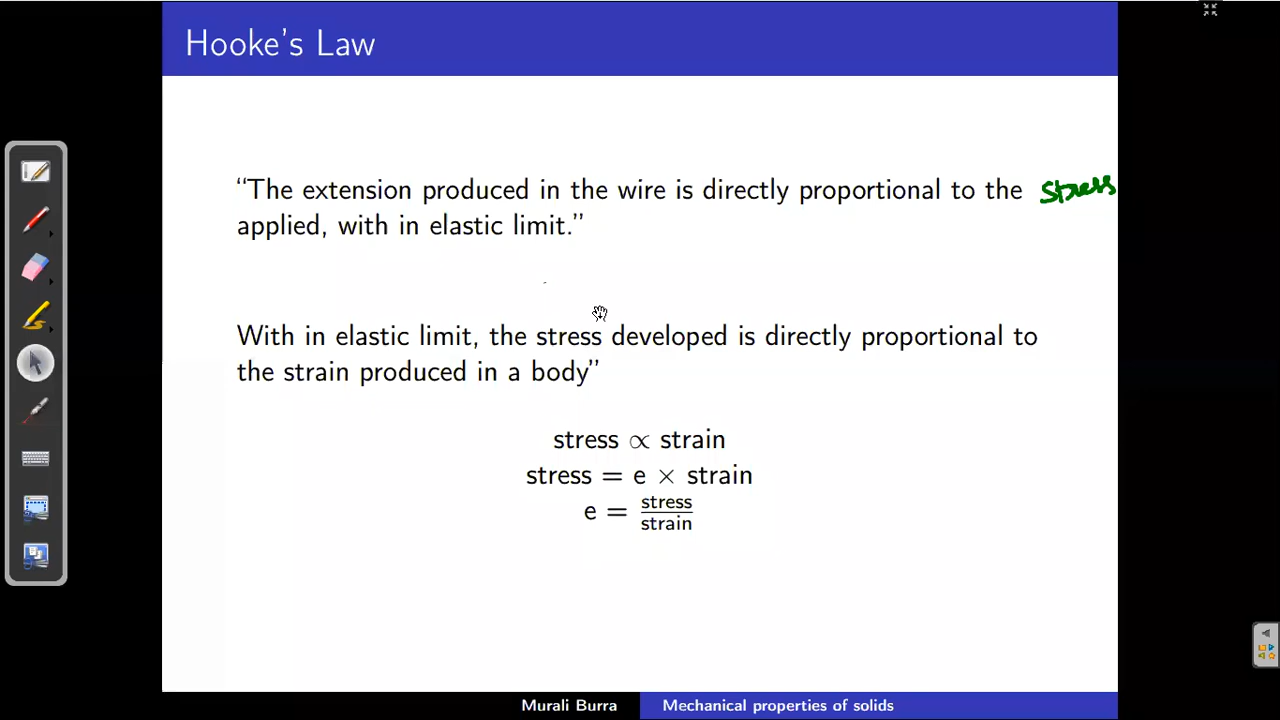 Hooke's Law
“The extension produced in the wire is directly proportional to the stress
applied, with in elastic limit.”
With in elastic limit, the stress developed is directly proportional to
the strain produced in a body”
stress ∝ strain
stress = e × strain
e = stress/strain
Murali Burra Mechanical properties of solids